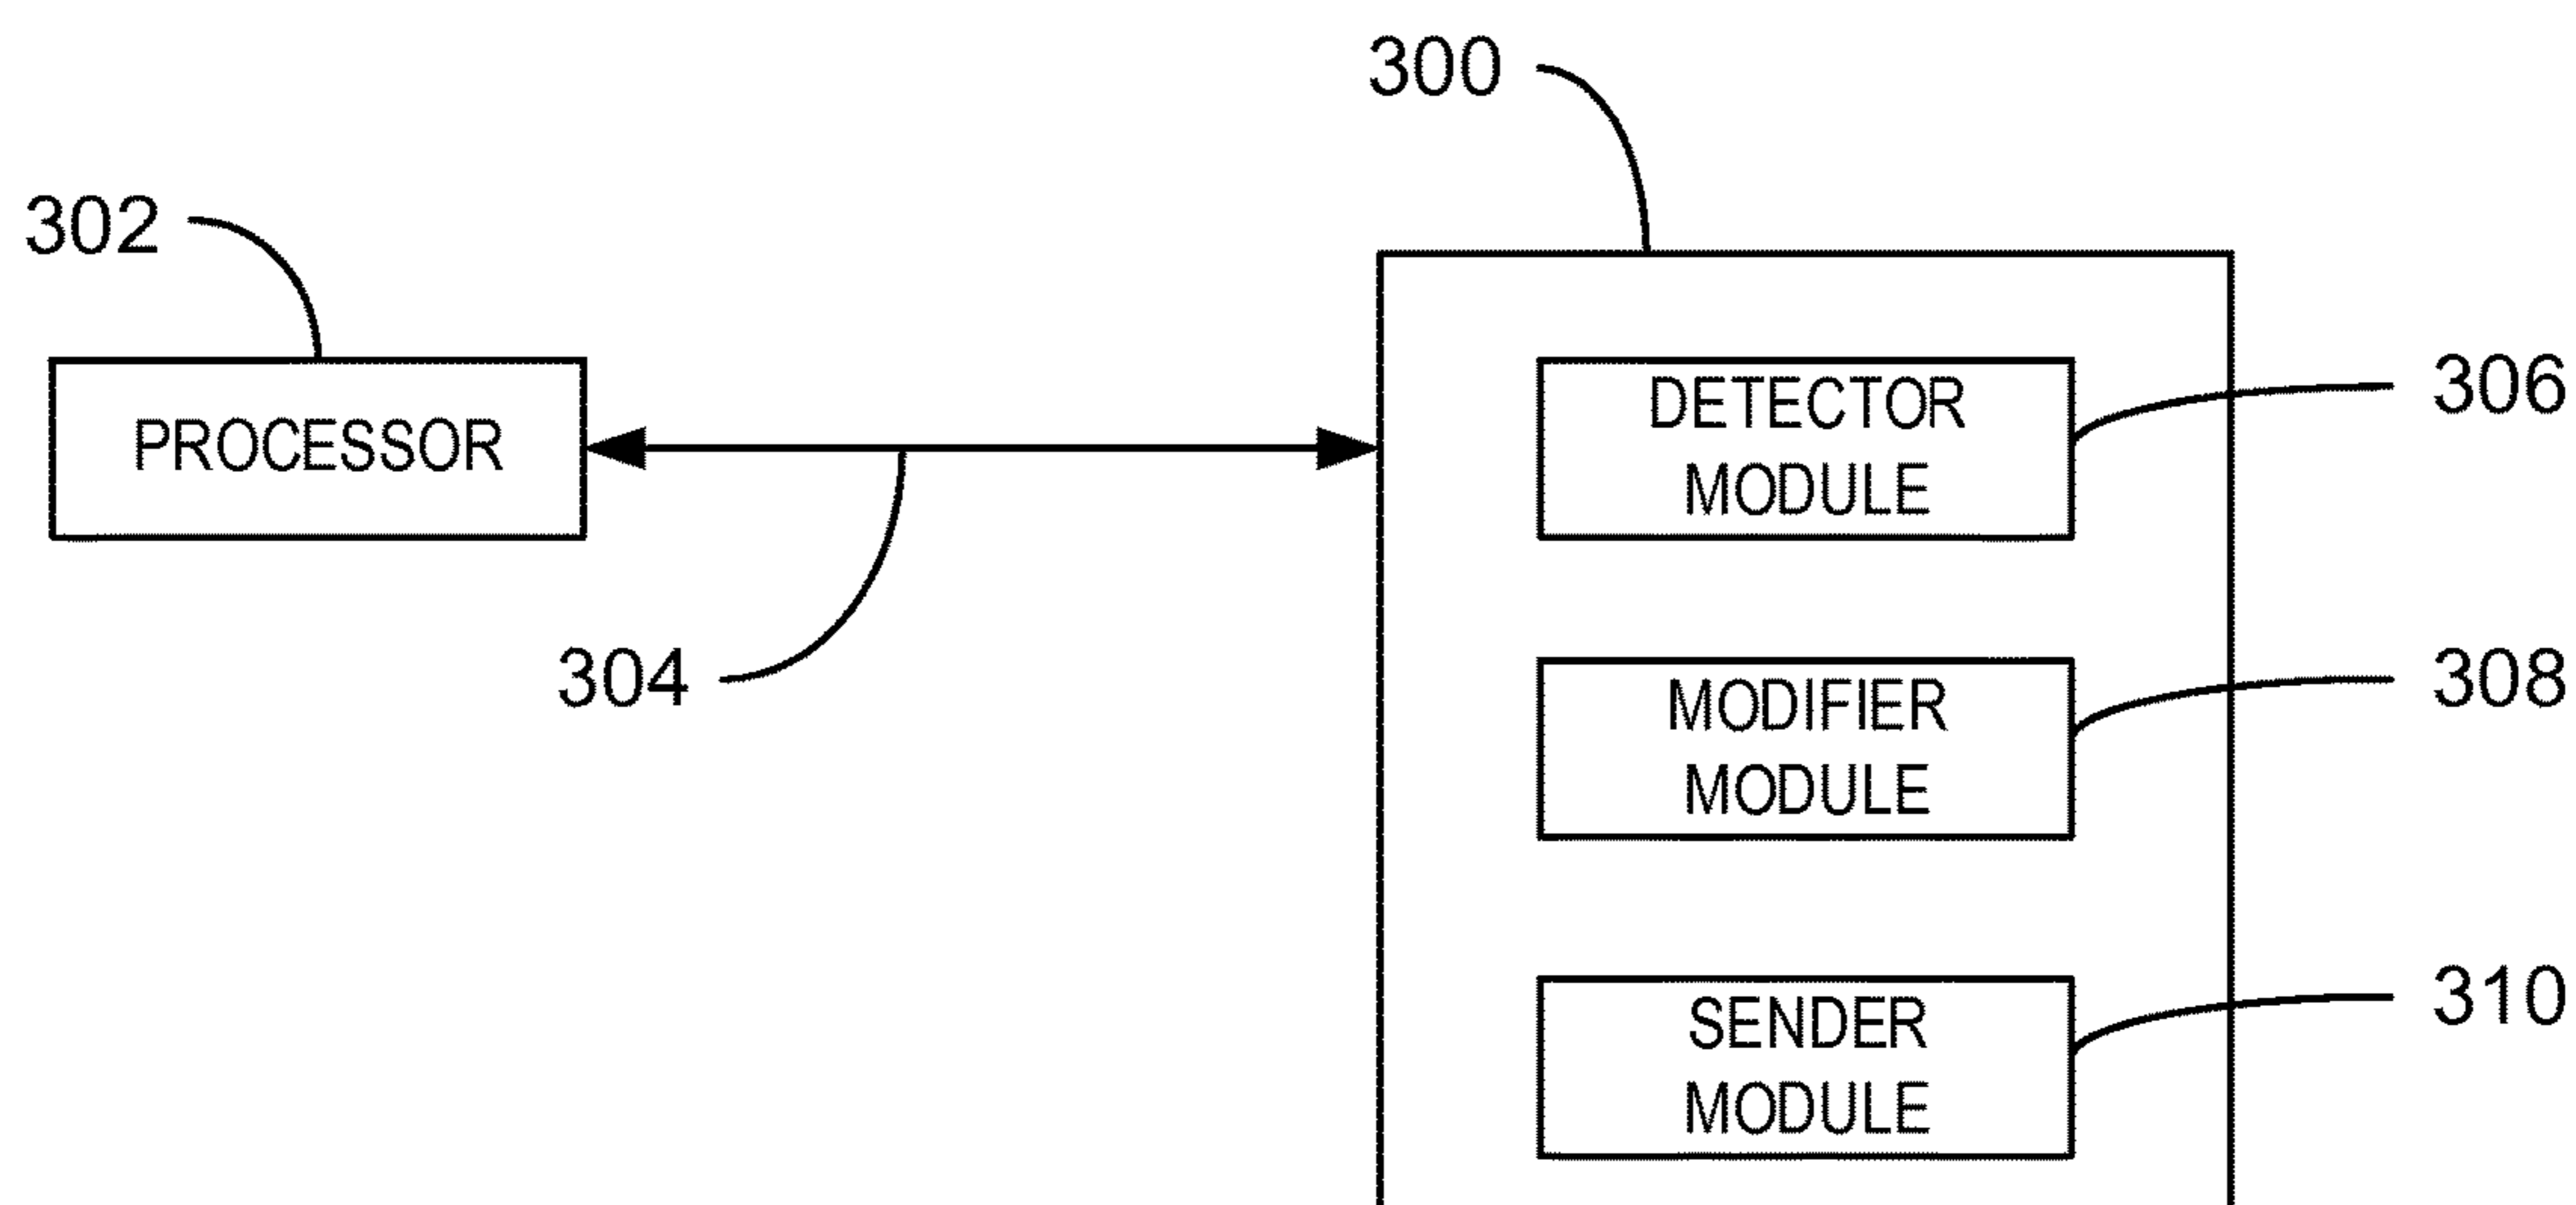 300
302
PROCESSOR
304
DETECTOR
MODULE
306
MODIFIER
MODULE
308
SENDER
MODULE
310